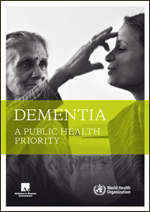 DEMENTIA
A PUBLIC HEALTH
PRIORITY
World Health
Organization